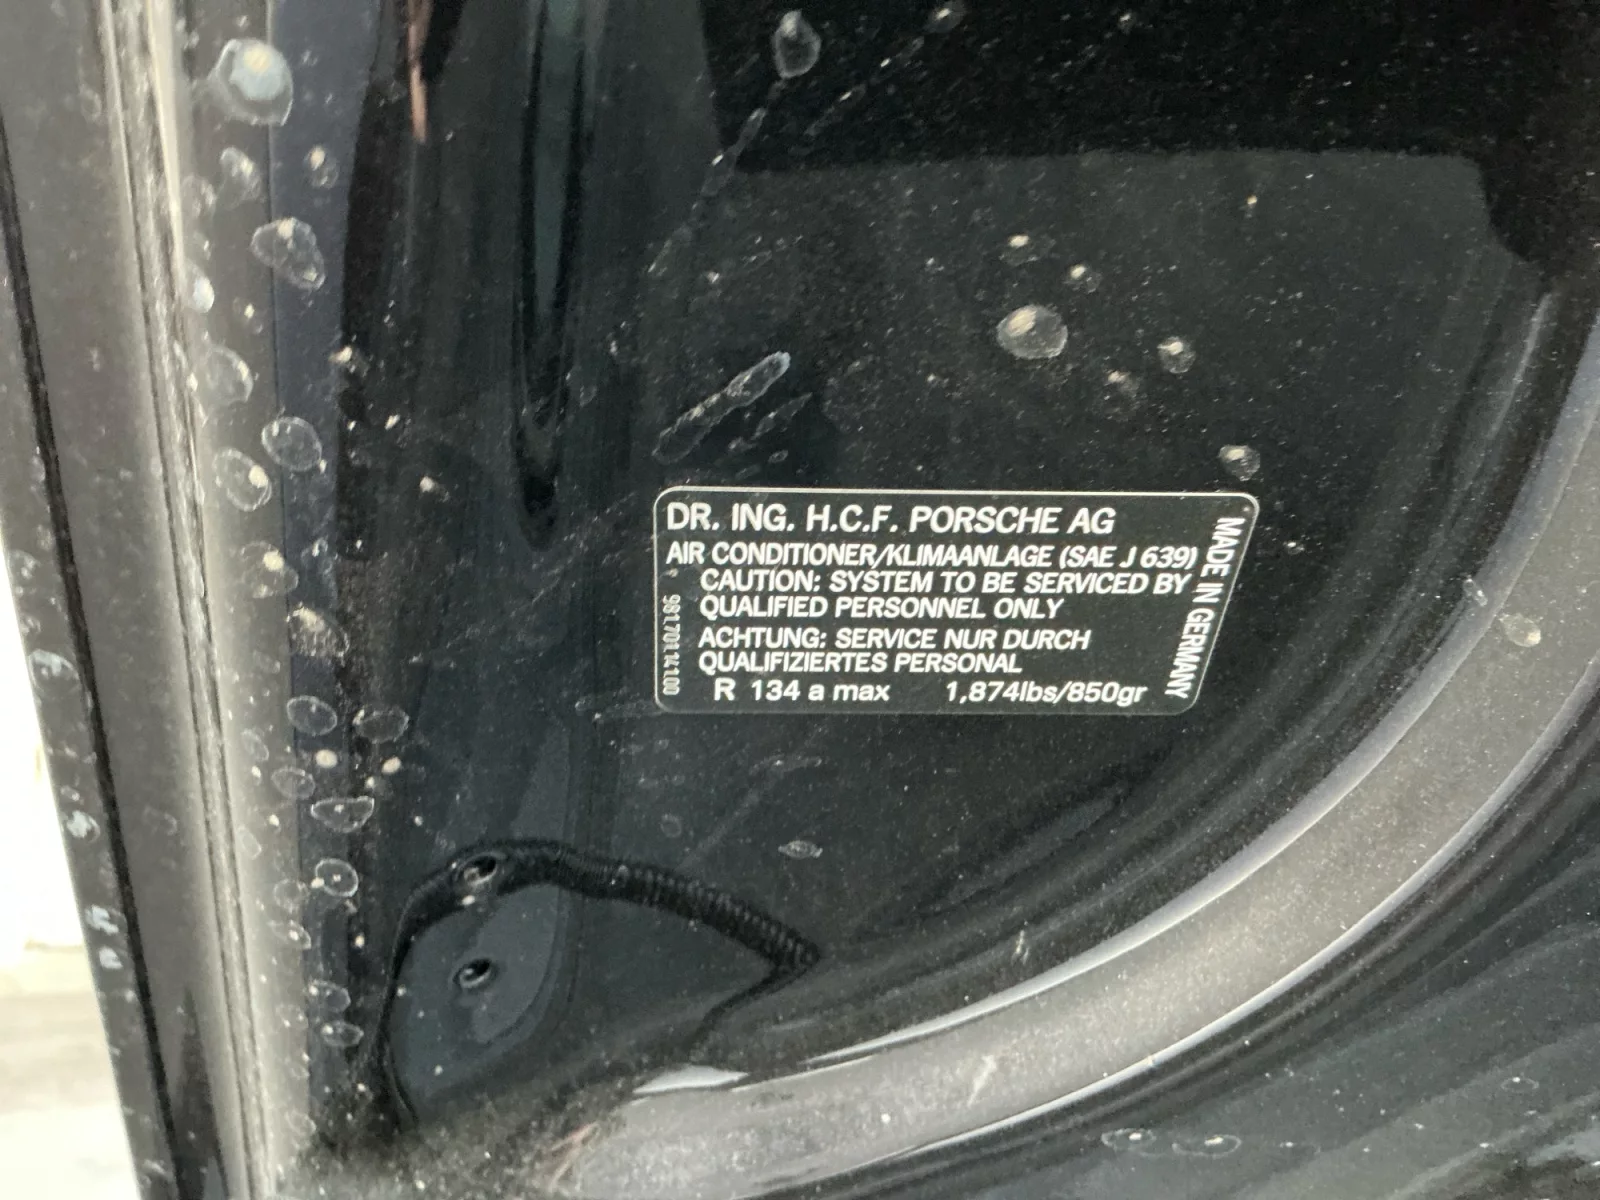 DR. ING. H.C.F. PORSCHE AG
AIR CONDITIONER/KLIMAANLAGE (SAE J 639)
CAUTION: SYSTEM TO BE SERVICED BY
QUALIFIED PERSONNEL ONLY
ACHTUNG: SERVICE NUR DURCH
QUALIFIZIERTES PERSONAL
R 134 a max 1,874lbs/850gr
MADE IN GERMANY